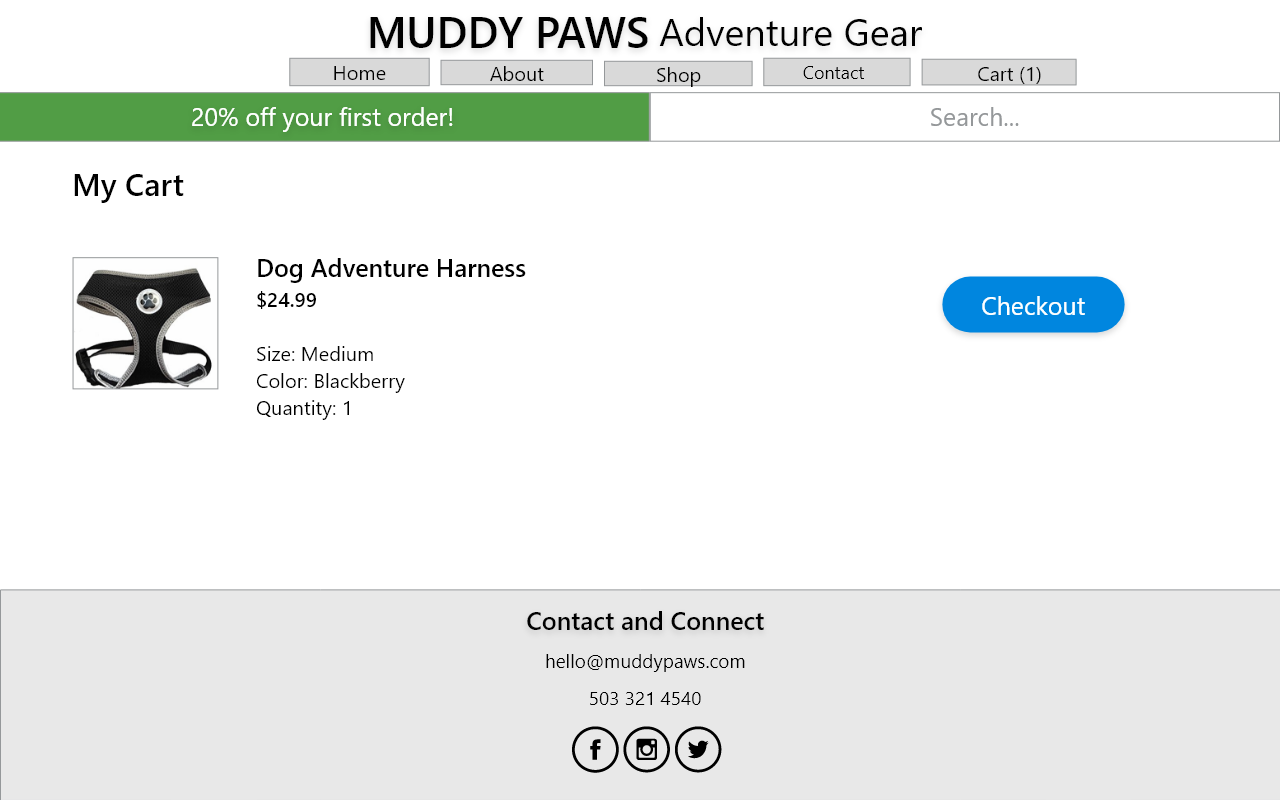 MUDDY PAWS Adventure Gear
Home About Shop Contact Cart (1)
20% off your first order! Search...
My Cart
Dog Adventure Harness
$24.99
Checkout
Size: Medium
Color: Blackberry
Quantity: 1
Contact and Connect
hello@muddypaws.com
503 321 4540